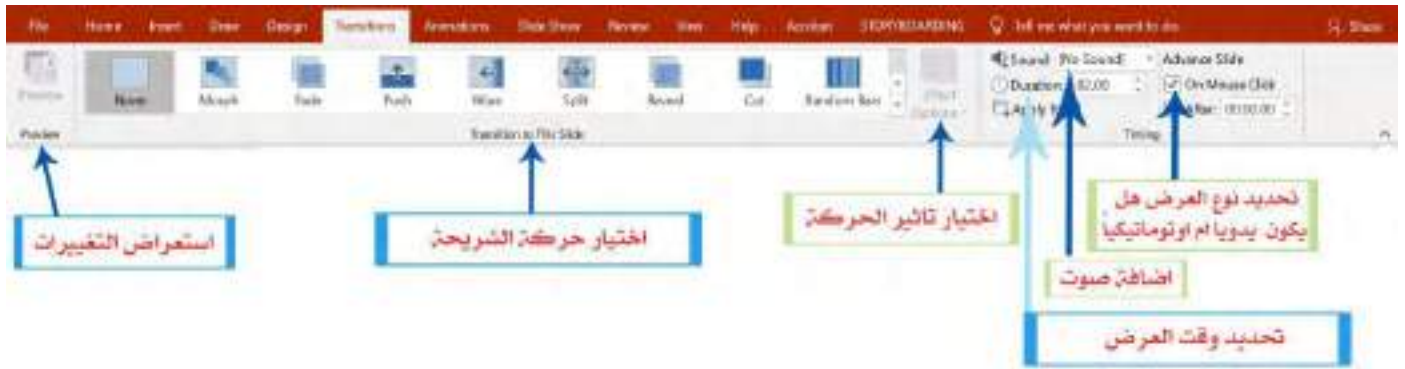 File Home Insert Draw Design Transitions Animations Slide Show Review View Help Acrobat STORYBOARDING Tell me what you want to do Share
Sound: [No Sound] Advance Slide
Duration: 02.00 On Mouse Click
After: 00:00.00
Preview None Morph Fade Push Wipe Split Reveal Cut Random Bars Effect Options
Preview Transition to This Slide Timing
تحديد نوع العرض هل
يكون يدويا ام اوتوماتيكياً
اختيار تاثير الحركة
اختيار حركة الشريحة
استعراض التغييرات
اضافة صوت
تحديد وقت العرض